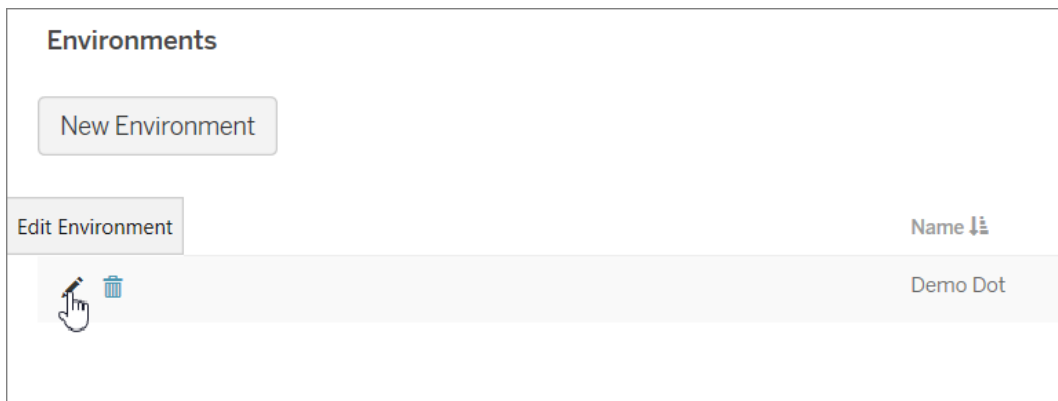 Environments
New Environment
Edit Environment
Name
Demo Dot